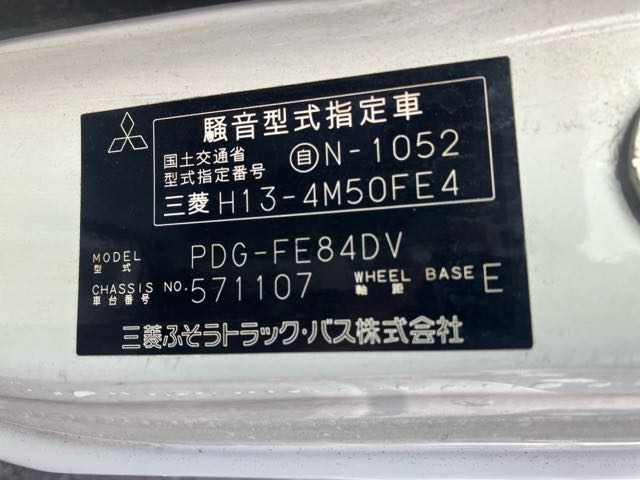 騒音型式指定車
国土交通省
型式指定番号 自N-1052
三菱 H13-4M50FE4
MODEL
型式 PDG-FE84DV
CHASSIS NO.
車台番号 571107 WHEEL BASE
軸距 E
三菱ふそうトラック・バス株式会社